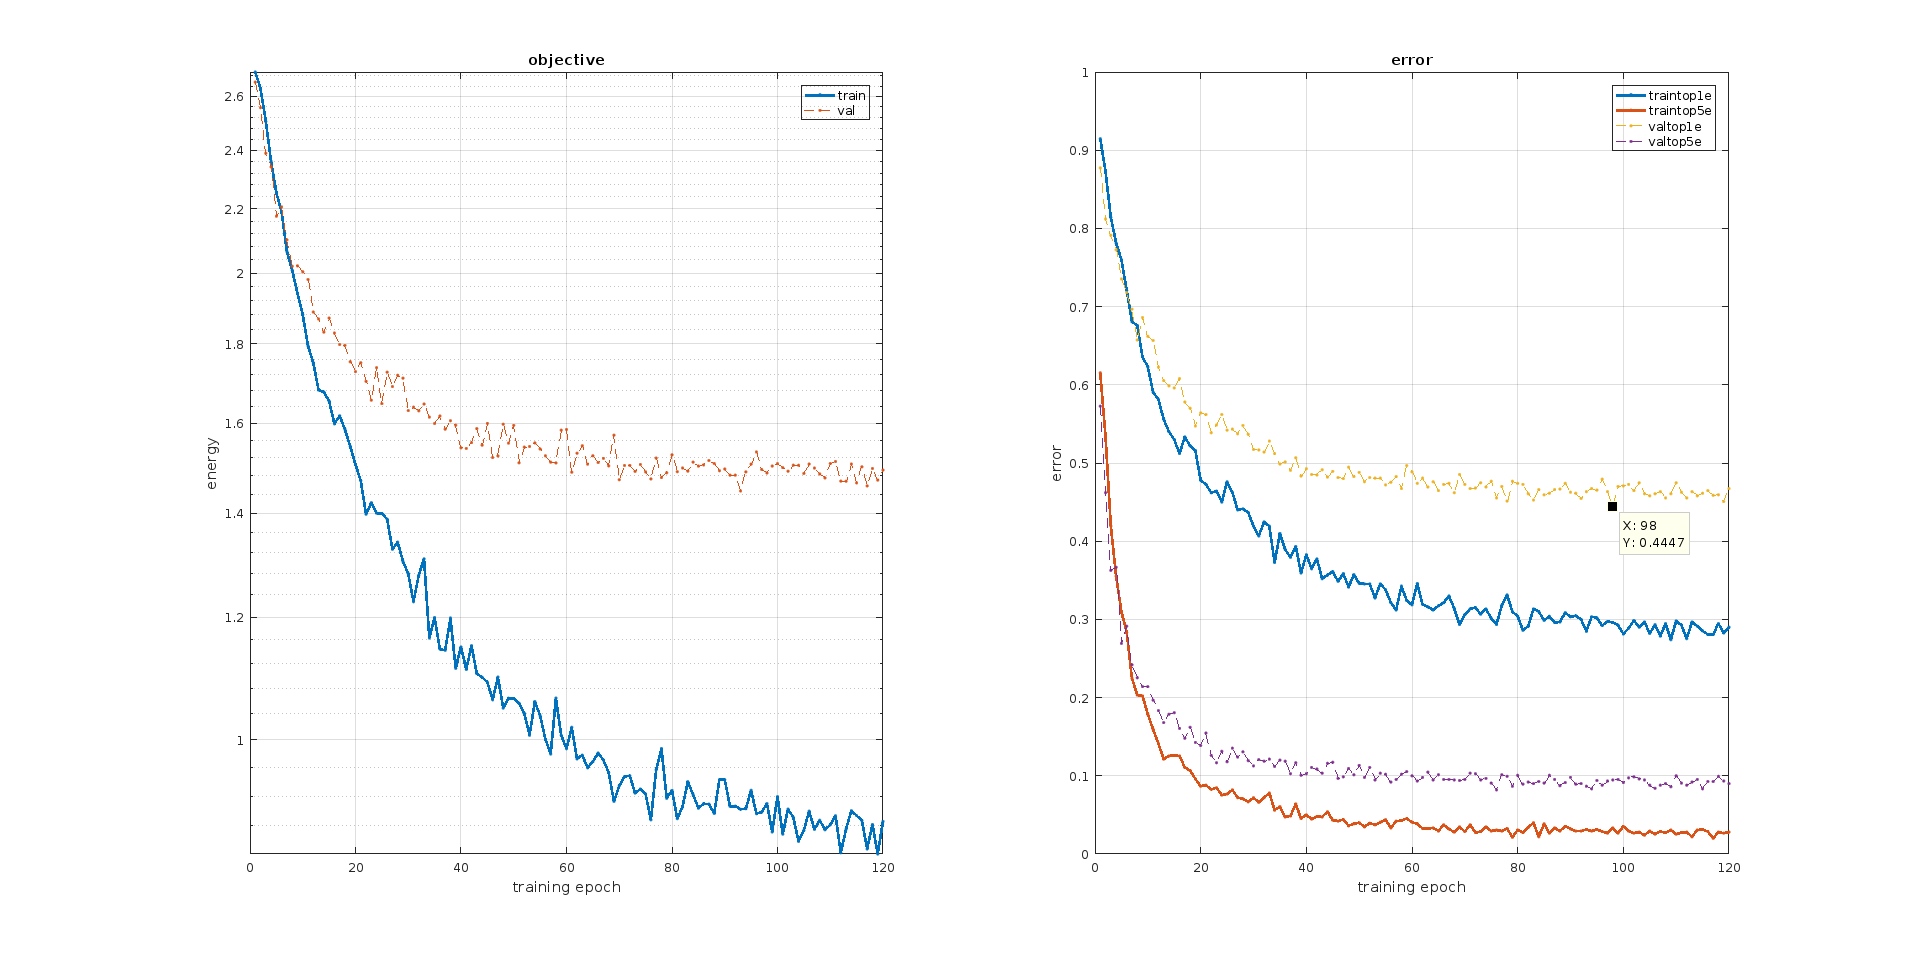 objective
2.6
2.4
2.2
2
1.8
1.6
1.4
1.2
1
energy
0 20 40 60 80 100 120
training epoch
train
val
error
1
0.9
0.8
0.7
0.6
0.5
0.4
0.3
0.2
0.1
0
error
0 20 40 60 80 100 120
training epoch
traintop1e
traintop5e
valtop1e
valtop5e
X: 98
Y: 0.4447